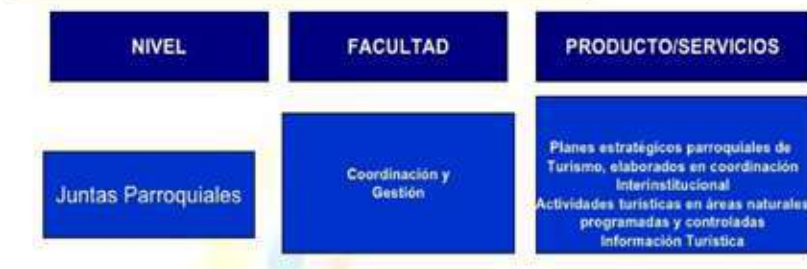 NIVEL
FACULTAD
PRODUCTO/SERVICIOS
Juntas Parroquiales
Coordinación y
Gestión
Planes estratégicos parroquiales de
Turismo, elaborados en coordinación
Interinstitucional
Actividades turísticas en áreas naturales
programadas y controladas
Información Turística